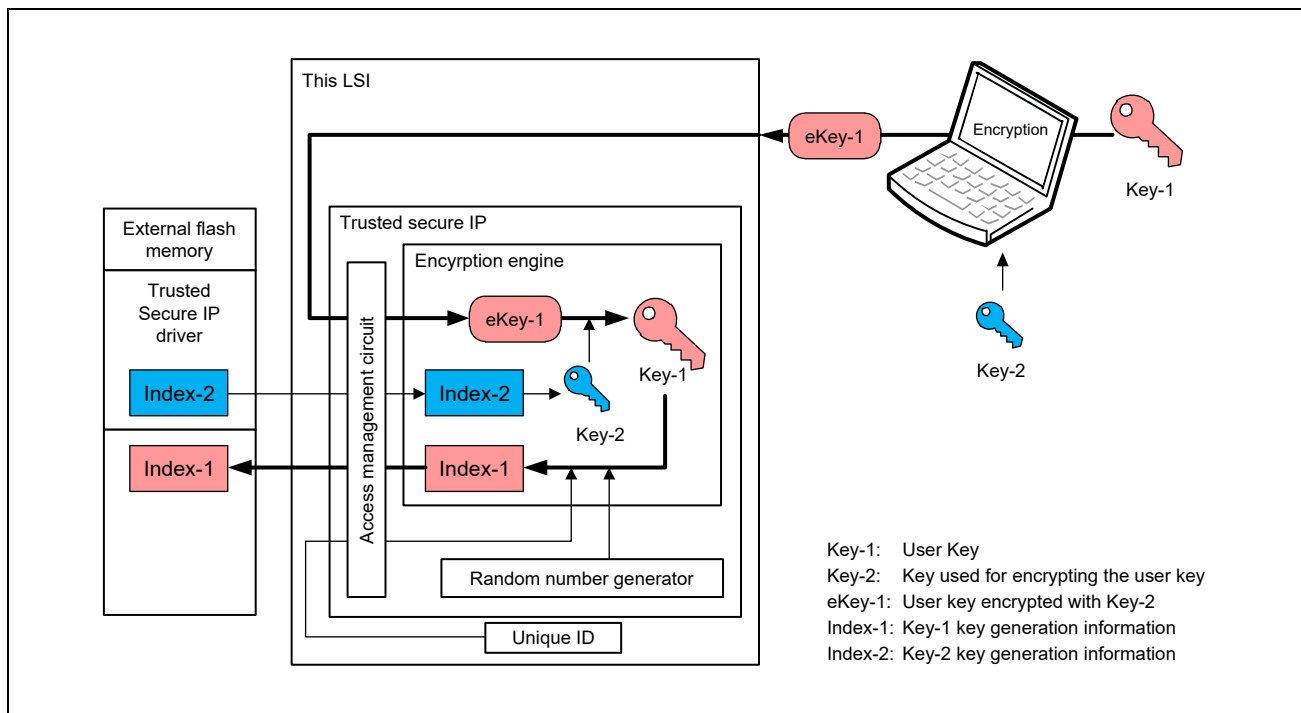 This LSI
eKey-1
Encryption
Key-1
Key-2
External flash
memory
Trusted
Secure IP
driver
Index-2
Index-1
Trusted secure IP
Access management circuit
Encyrption engine
eKey-1
Key-1
Index-2
Key-2
Index-1
Random number generator
Unique ID
Key-1: User Key
Key-2: Key used for encrypting the user key
eKey-1: User key encrypted with Key-2
Index-1: Key-1 key generation information
Index-2: Key-2 key generation information